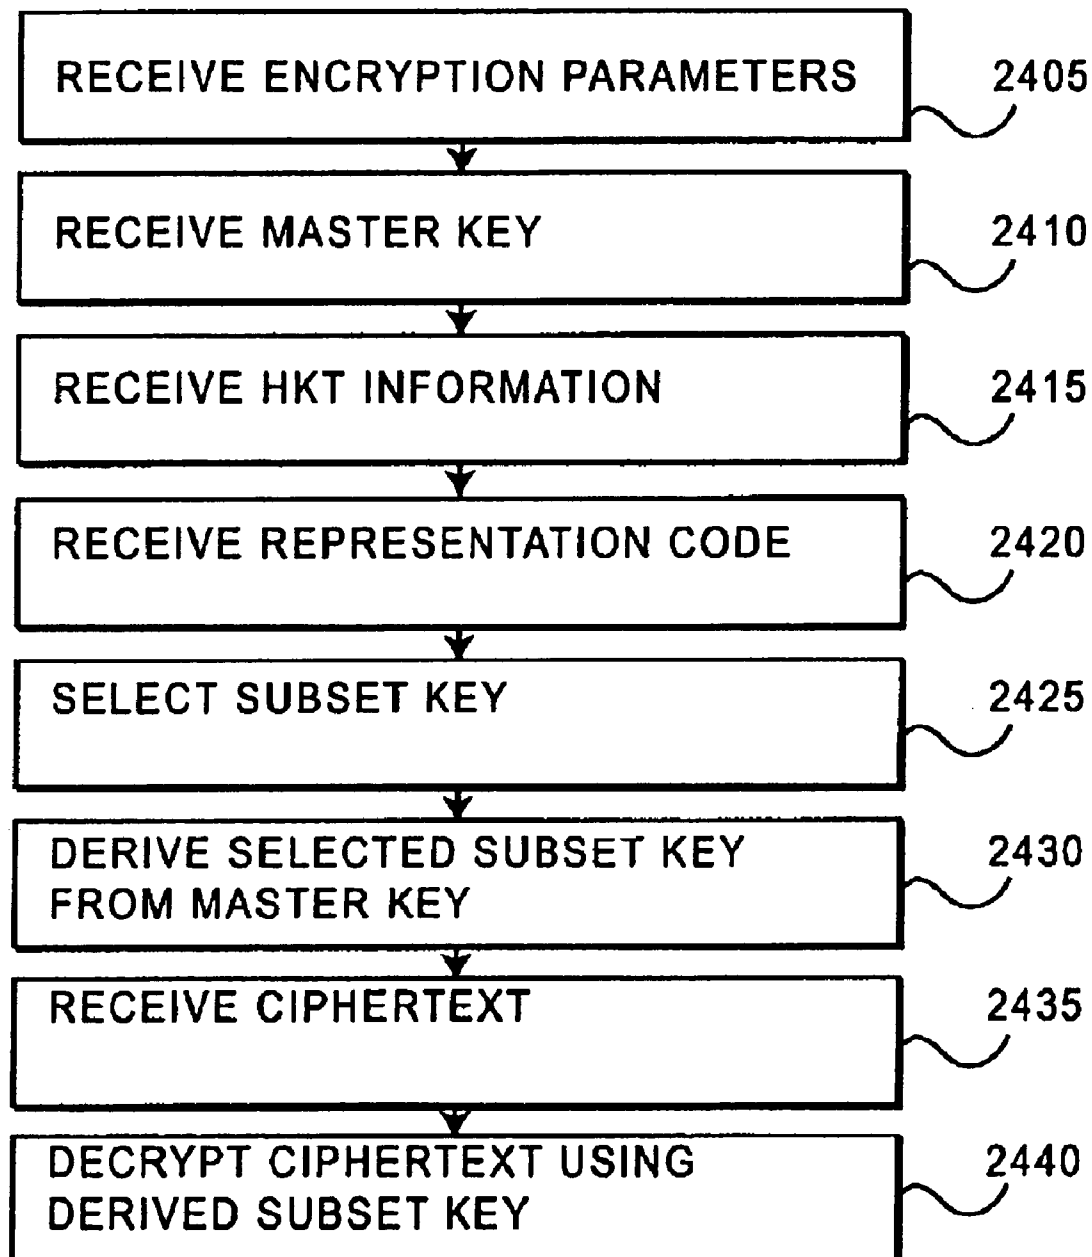 RECEIVE ENCRYPTION PARAMETERS 2405
RECEIVE MASTER KEY 2410
RECEIVE HKT INFORMATION 2415
RECEIVE REPRESENTATION CODE 2420
SELECT SUBSET KEY 2425
DERIVE SELECTED SUBSET KEY 2430
FROM MASTER KEY
RECEIVE CIPHERTEXT 2435
DECRYPT CIPHERTEXT USING 2440
DERIVED SUBSET KEY